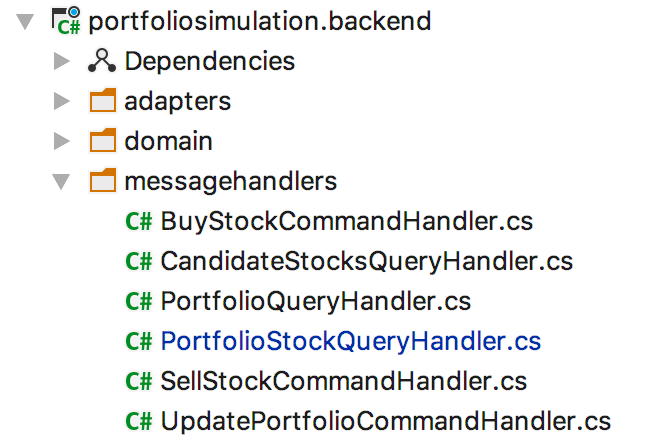 C# portfoliosimulation.backend
Dependencies
adapters
domain
messagehandlers
C# BuyStockCommandHandler.cs
C# CandidateStocksQueryHandler.cs
C# PortfolioQueryHandler.cs
C# PortfolioStockQueryHandler.cs
C# SellStockCommandHandler.cs
C# UpdatePortfolioCommandHandler.cs